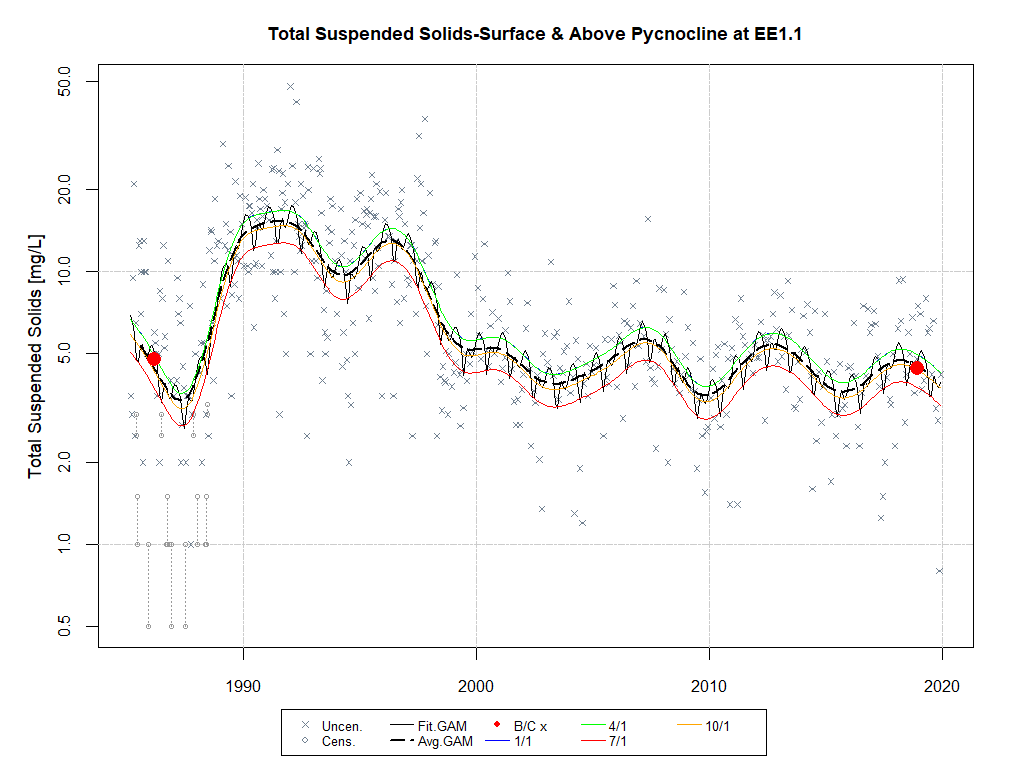 Total Suspended Solids-Surface & Above Pycnocline at EE1.1
Total Suspended Solids [mg/L]
50.0
20.0
10.0
5.0
2.0
1.0
0.5
1990 2000 2010 2020
Uncen. Fit.GAM B/C x 4/1 10/1
Cens. Avg.GAM 1/1 7/1